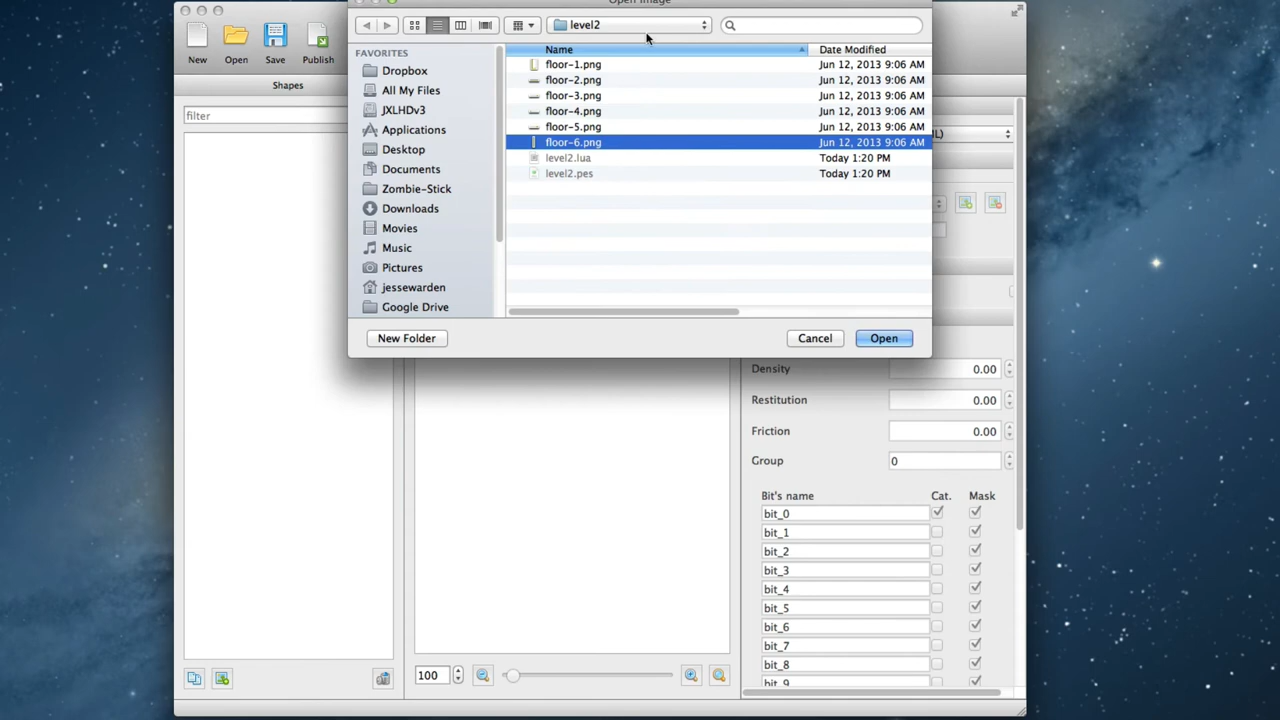 Open Image
level2
New
Open
Save
Publish
Shapes
filter
FAVORITES
Dropbox
All My Files
JXLHDv3
Applications
Desktop
Documents
Zombie-Stick
Downloads
Movies
Music
Pictures
jessewarden
Google Drive
Name
Date Modified
floor-1.png
Jun 12, 2013 9:06 AM
floor-2.png
Jun 12, 2013 9:06 AM
floor-3.png
Jun 12, 2013 9:06 AM
floor-4.png
Jun 12, 2013 9:06 AM
floor-5.png
Jun 12, 2013 9:06 AM
floor-6.png
Jun 12, 2013 9:06 AM
level2.lua
Today 1:20 PM
level2.pes
Today 1:20 PM
New Folder
Cancel
Open
Density
0.00
Restitution
0.00
Friction
0.00
Group
0
Bit's name
Cat.
Mask
bit_0
bit_1
bit_2
bit_3
bit_4
bit_5
bit_6
bit_7
bit_8
bit_9
100